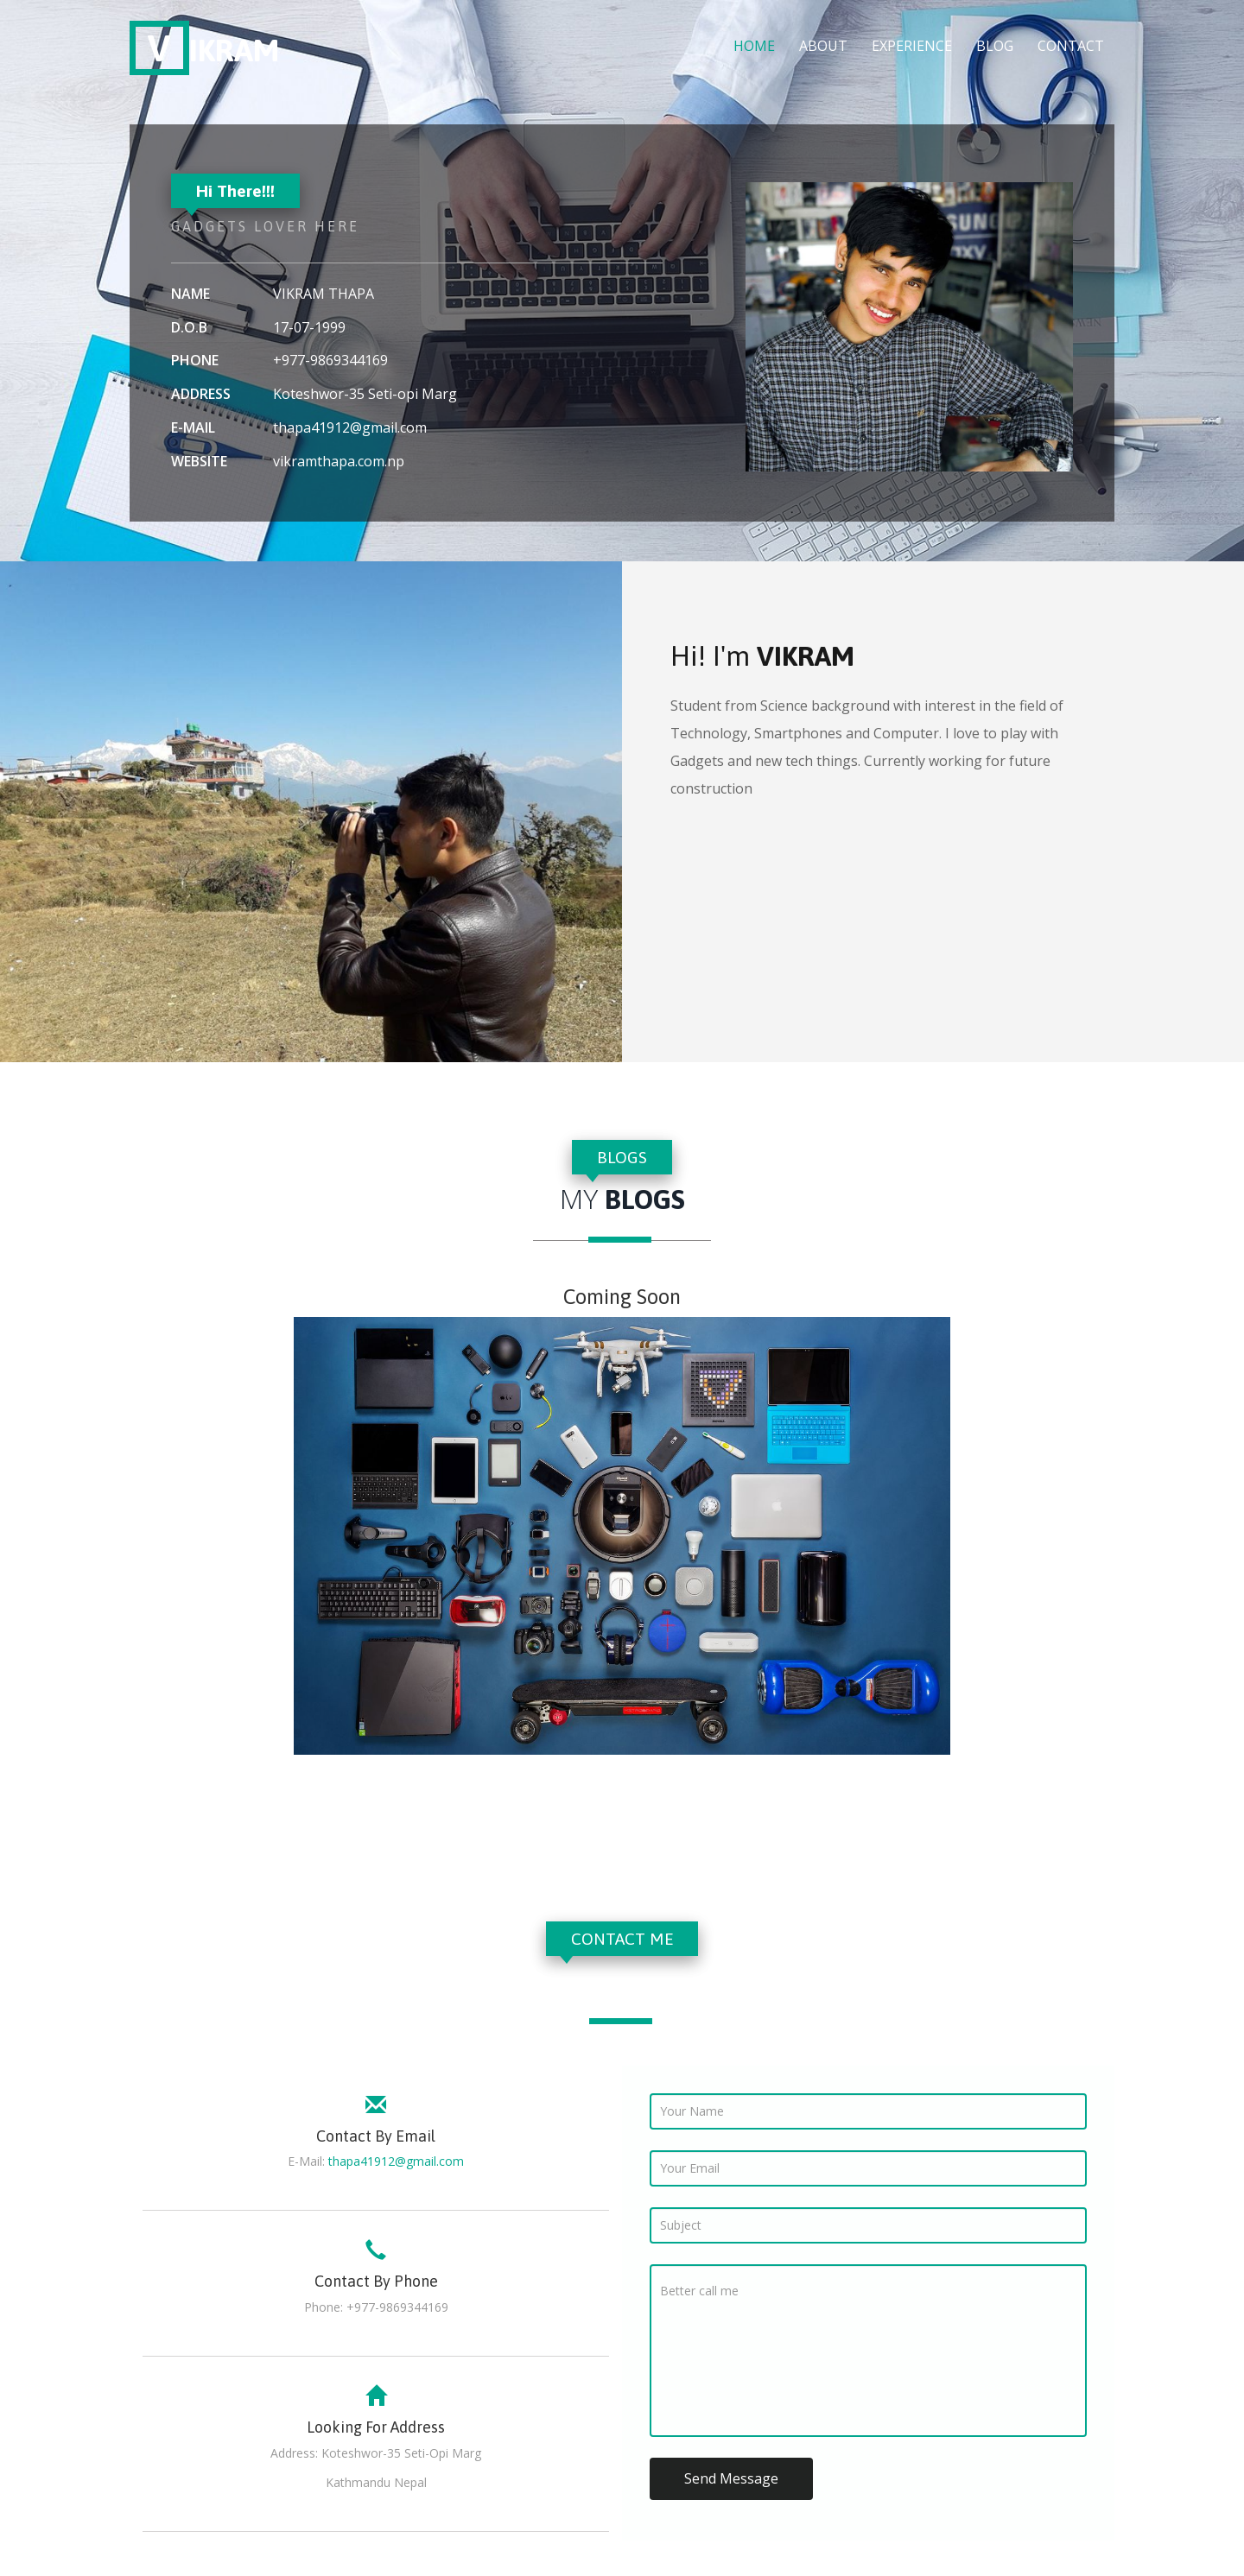 VIKRAM
HOME ABOUT EXPERIENCE BLOG CONTACT
Hi There!!!
GADGETS LOVER HERE
NAME VIKRAM THAPA
D.O.B 17-07-1999
PHONE +977-9869344169
ADDRESS Koteshwor-35 Seti-opi Marg
E-MAIL thapa41912@gmail.com
WEBSITE vikramthapa.com.np
SAMSUNG
Hi! I'm VIKRAM
Student from Science background with interest in the field of
Technology, Smartphones and Computer. I love to play with
Gadgets and new tech things. Currently working for future
construction
BLOGS
MY BLOGS
Coming Soon
CONTACT ME
Contact By Email
E-Mail: thapa41912@gmail.com
Contact By Phone
Phone: +977-9869344169
Looking For Address
Address: Koteshwor-35 Seti-Opi Marg
Kathmandu Nepal
Your Name
Your Email
Subject
Better call me
Send Message